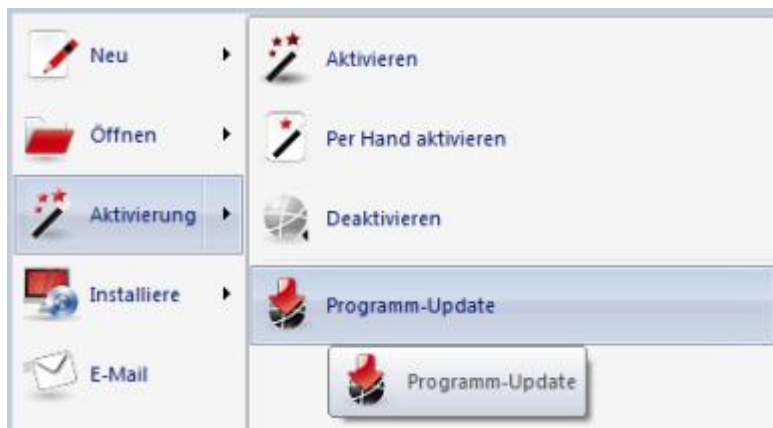 Neu
Öffnen
Aktivierung
Installiere
E-Mail
Aktivieren
Per Hand aktivieren
Deaktivieren
Programm-Update
Programm-Update